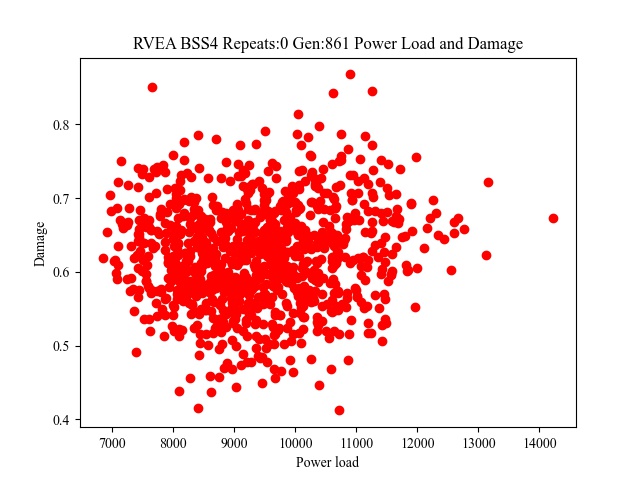 RVEA BSS4 Repeats:0 Gen:861 Power Load and Damage
0.8
0.7
0.6
0.5
0.4
Damage
7000 8000 9000 10000 11000 12000 13000 14000
Power load